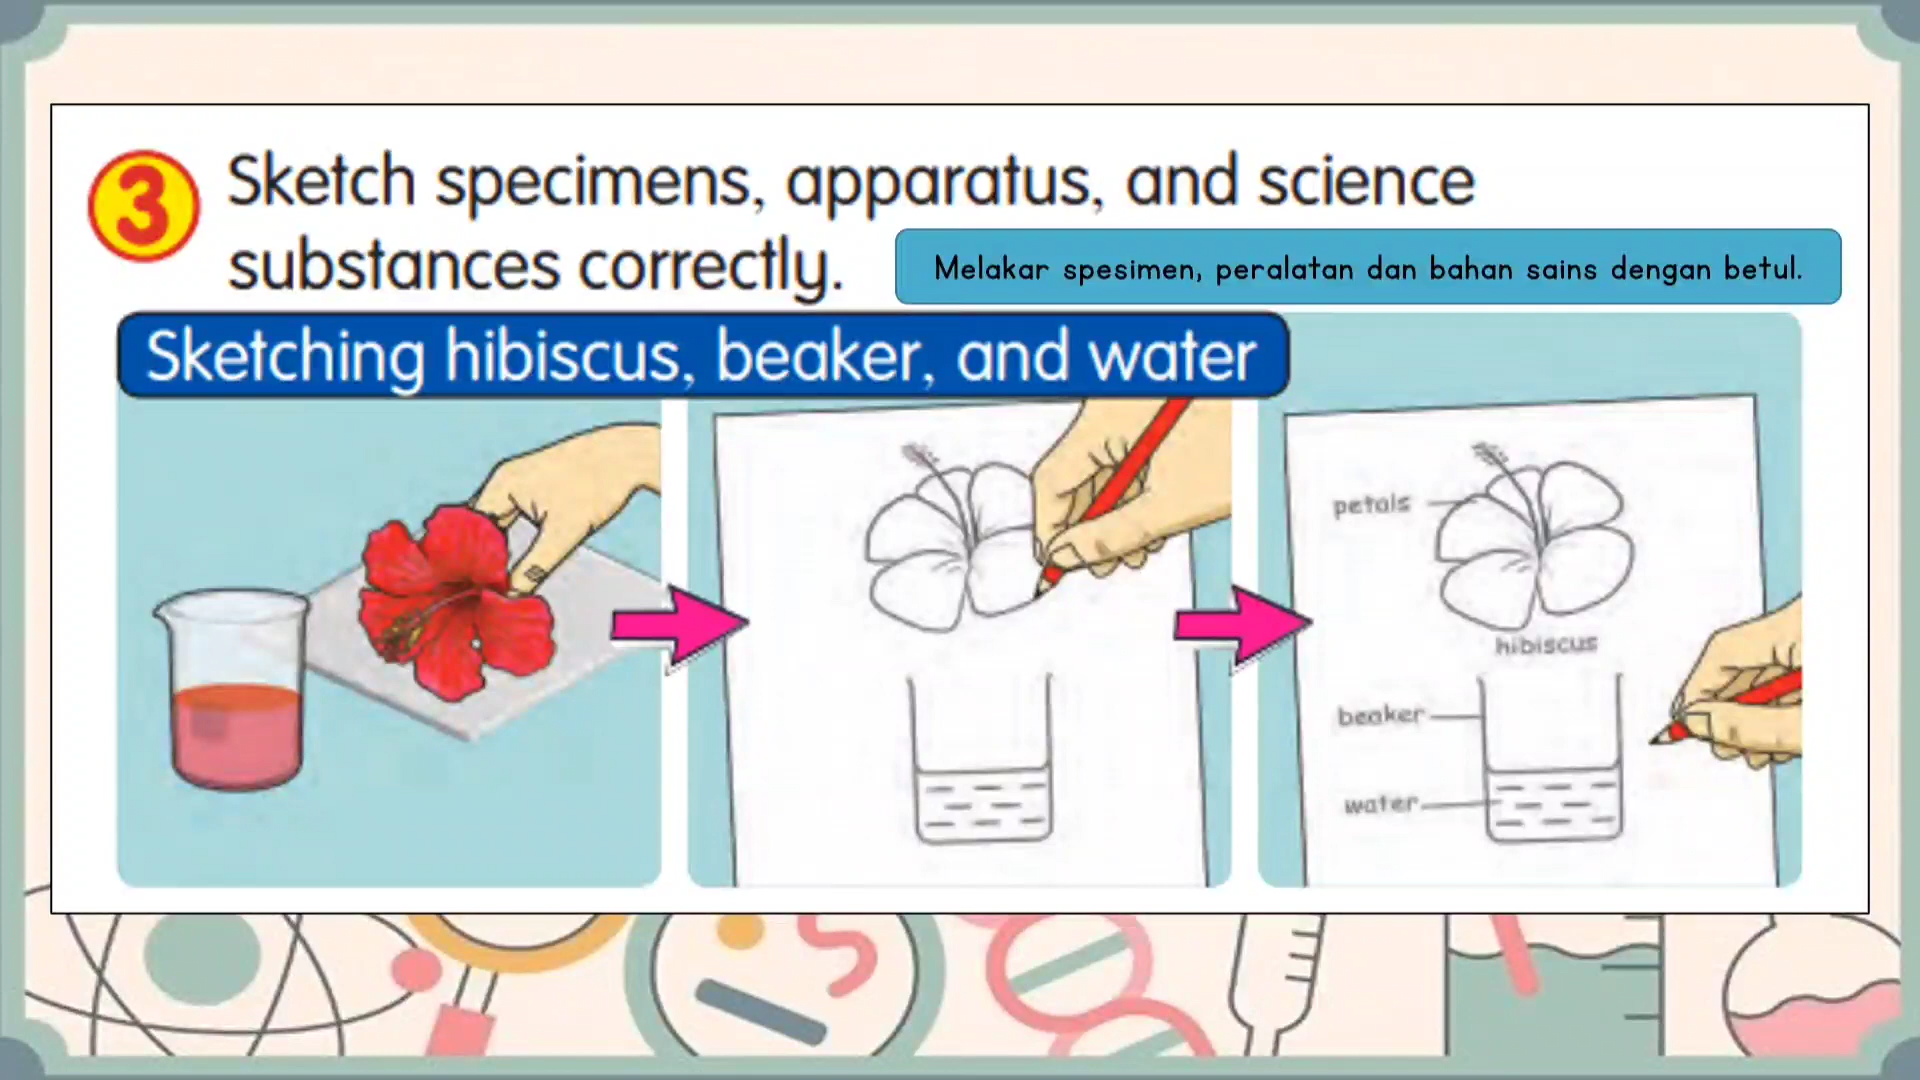 3
Sketch specimens, apparatus, and science
substances correctly.
Melakar spesimen, peralatan dan bahan sains dengan betul.
Sketching hibiscus, beaker, and water
petals
hibiscus
beaker
water